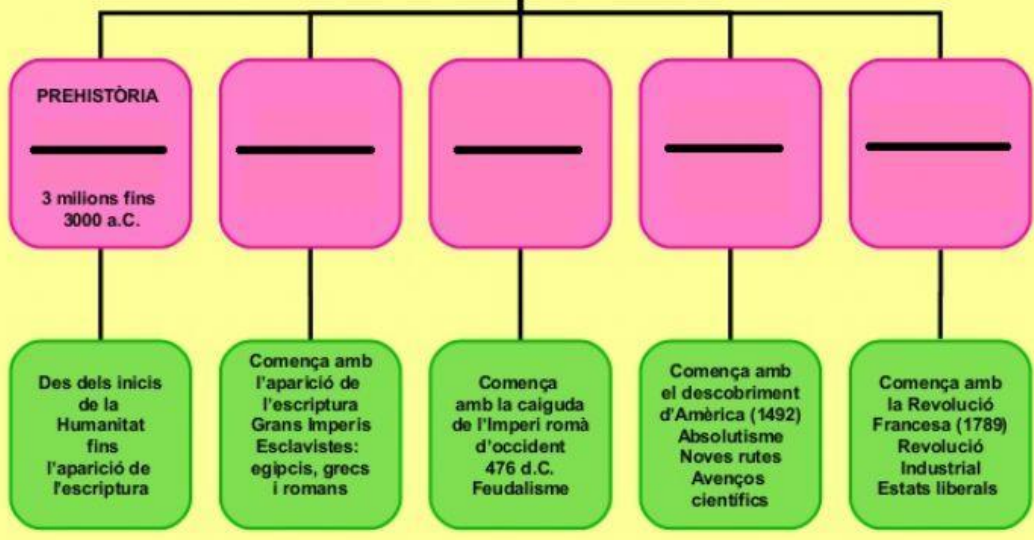 PREHISTÒRIA
3 milions fins
3000 a.C.
Des dels inicis
de la
Humanitat
fins
l'aparició de
l'escriptura
Comença amb
l'aparició de
l'escriptura
Grans Imperis
Esclavistes:
egipcis, grecs
i romans
Comença
amb la caiguda
de l'Imperi romà
d'occident
476 d.C.
Feudalisme
Comença amb
el descobriment
d'Amèrica (1492)
Absolutisme
Noves rutes
Avenços
científics
Comença amb
la Revolució
Francesa (1789)
Revolució
Industrial
Estats liberals